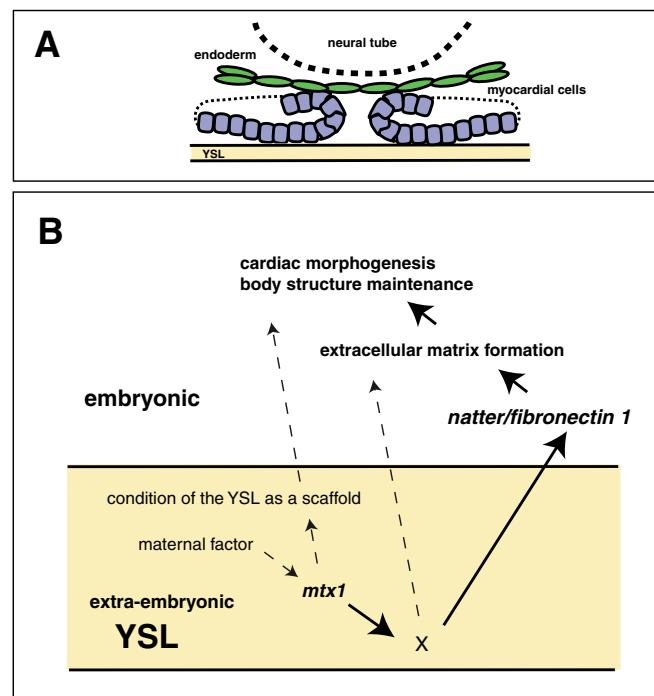 A
neural tube
endoderm
myocardial cells
YSL
B
cardiac morphogenesis
body structure maintenance
extracellular matrix formation
embryonic
natter/fibronectin 1
condition of the YSL as a scaffold
maternal factor
mtx1
extra-embryonic
YSL
X